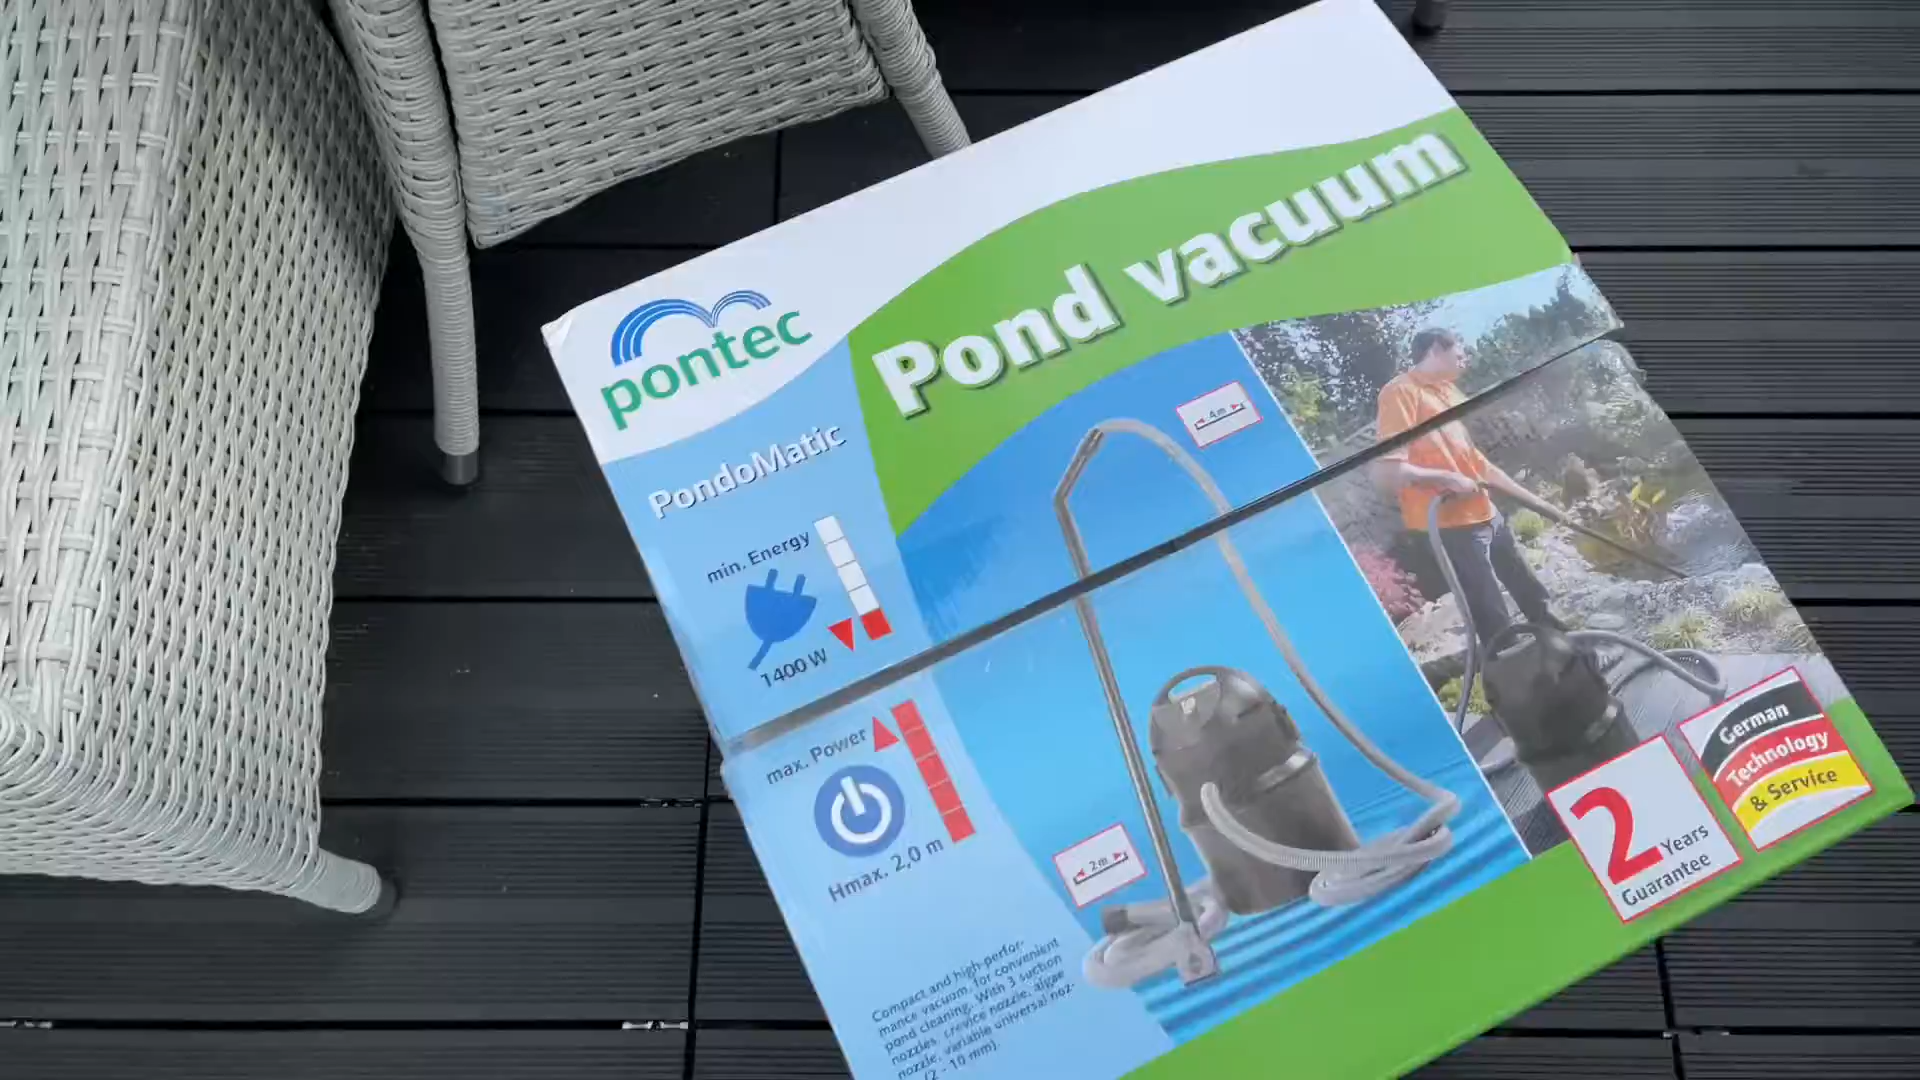 pontec
Pond vacuum
PondoMatic
min. Energy
1400 W
max. Power
Hmax. 2,0 m
4m
2m
Compact and high-perfor-
mance vacuum, for convenient
pond cleaning. With 3 suction
nozzles, crevice nozzle, algae
nozzle, variable universal noz-
(2 - 10 mm).
2 Years
Guarantee
German
Technology
& Service